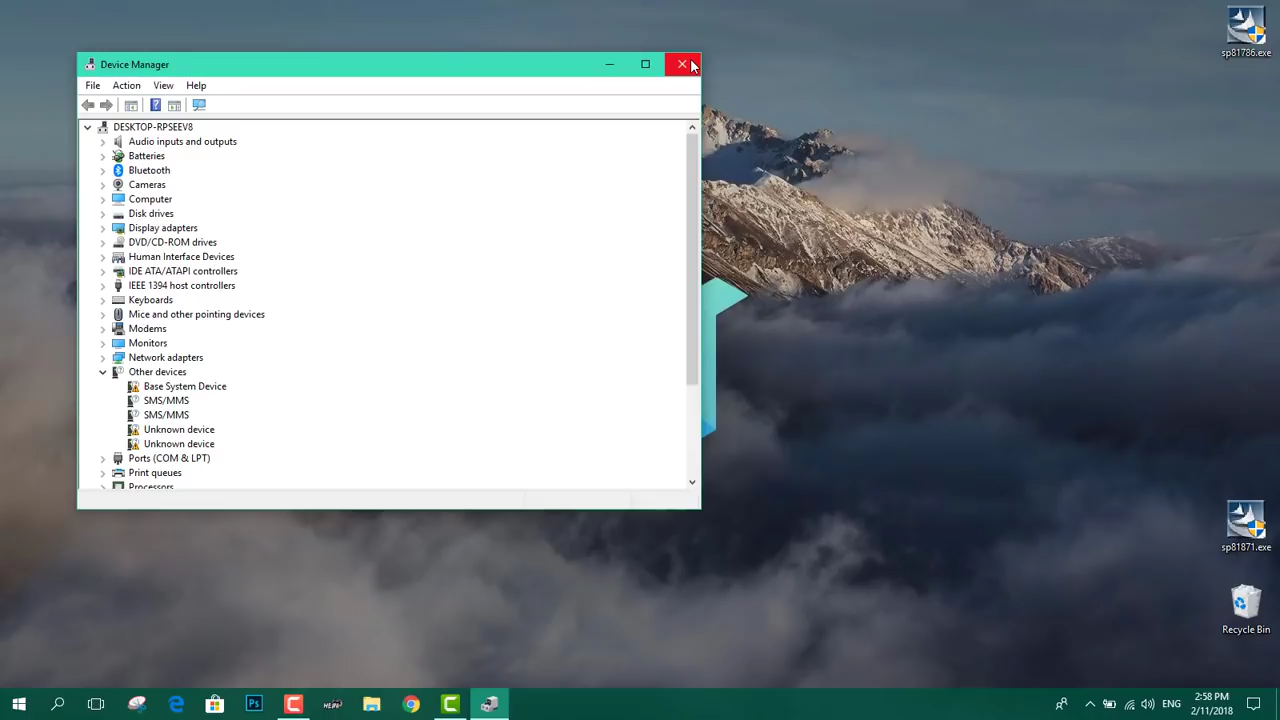 Device Manager
File Action View Help
DESKTOP-RPSEEV8
Audio inputs and outputs
Batteries
Bluetooth
Cameras
Computer
Disk drives
Display adapters
DVD/CD-ROM drives
Human Interface Devices
IDE ATA/ATAPI controllers
IEEE 1394 host controllers
Keyboards
Mice and other pointing devices
Modems
Monitors
Network adapters
Other devices
Base System Device
SMS/MMS
SMS/MMS
Unknown device
Unknown device
Ports (COM & LPT)
Print queues
Processors
sp81786.exe
sp81871.exe
Recycle Bin
Ps
ENG
2:58 PM
2/11/2018